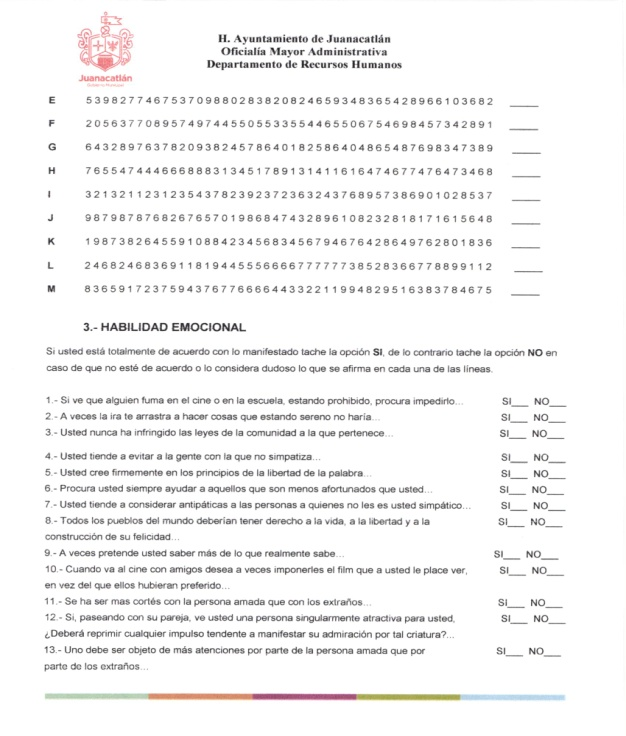 Juanacatlán
H. Ayuntamiento de Juanacatlán
Oficialía Mayor Administrativa
Departamento de Recursos Humanos
E 5 3 9 8 2 7 7 4 6 7 5 3 7 0 9 8 8 0 2 8 3 8 2 0 8 2 4 6 5 9 3 4 8 3 6 5 4 2 8 9 6 6 1 0 3 6 8 2 ____
F 2 0 5 6 3 7 7 0 8 9 5 7 4 9 7 4 4 5 5 0 5 5 3 3 5 5 4 4 6 5 5 0 6 7 5 4 6 9 8 4 5 7 3 4 2 8 9 1 ____
G 6 4 3 2 8 9 7 6 3 7 8 2 0 9 3 8 2 4 5 7 8 6 4 0 1 8 2 5 8 6 4 0 4 8 6 5 4 8 7 6 9 8 3 4 7 3 8 9 ____
H 7 6 5 5 4 7 4 4 4 6 6 6 8 8 8 3 1 3 4 5 1 7 8 9 1 3 1 4 1 1 6 1 6 4 7 4 6 7 7 4 7 6 4 7 3 4 6 8 ____
I 3 2 1 3 2 1 1 2 3 1 2 3 5 4 3 7 8 2 3 9 2 3 7 2 3 6 3 2 4 3 7 6 8 9 5 7 3 8 6 9 0 1 0 2 8 5 3 7 ____
J 9 8 7 9 8 7 8 7 6 8 2 6 7 6 5 7 0 1 9 8 6 8 4 7 4 3 2 8 9 6 1 0 8 2 3 2 8 1 8 1 7 1 6 1 5 6 4 8 ____
K 1 9 8 7 3 8 2 6 4 5 5 9 1 0 8 8 4 2 3 4 5 6 8 3 4 5 6 7 9 4 6 7 6 4 2 8 6 4 9 7 6 2 8 0 1 8 3 6 ____
L 2 4 6 8 2 4 6 8 3 6 9 1 1 8 1 9 4 4 5 5 5 6 6 6 6 7 7 7 7 7 7 3 8 5 2 8 3 6 6 7 7 8 8 9 9 1 1 2 ____
M 8 3 6 5 9 1 7 2 3 7 5 9 4 3 7 6 7 7 6 6 6 6 4 4 3 3 2 2 1 1 9 9 4 8 2 9 5 1 6 3 8 3 7 8 4 6 7 5 ____
3.- HABILIDAD EMOCIONAL
Si usted está totalmente de acuerdo con lo manifestado tache la opción SI, de lo contrario tache la opción NO en
caso de que no esté de acuerdo o lo considera dudoso lo que se afirma en cada una de las líneas.
1.- Si ve que alguien fuma en el cine o en la escuela, estando prohibido, procura impedirlo... SI___ NO___
2.- A veces la ira te arrastra a hacer cosas que estando sereno no haría... SI___ NO___
3.- Usted nunca ha infringido las leyes de la comunidad a la que pertenece... SI___ NO___
4.- Usted tiende a evitar a la gente con la que no simpatiza... SI___ NO___
5.- Usted cree firmemente en los principios de la libertad de la palabra... SI___ NO___
6.- Procura usted siempre ayudar a aquellos que son menos afortunados que usted... SI___ NO___
7.- Usted tiende a considerar antipáticas a las personas a quienes no les es usted simpático... SI___ NO___
8.- Todos los pueblos del mundo deberían tener derecho a la vida, a la libertad y a la SI___ NO___
construcción de su felicidad...
9.- A veces pretende usted saber más de lo que realmente sabe... SI___ NO___
10.- Cuando va al cine con amigos desea a veces imponerles el film que a usted le place ver, SI___ NO___
en vez del que ellos hubieran preferido...
11.- Se ha ser mas cortés con la persona amada que con los extraños... SI___ NO___
12.- Si, paseando con su pareja, ve usted una persona singularmente atractiva para usted, SI___ NO___
¿Deberá reprimir cualquier impulso tendente a manifestar su admiración por tal criatura?...
13.- Uno debe ser objeto de más atenciones por parte de la persona amada que por SI___ NO___
parte de los extraños...